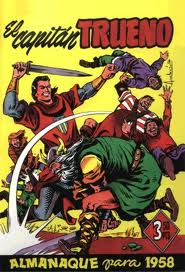 El capitán
TRUENO
3
ALMANAQUE para 1958